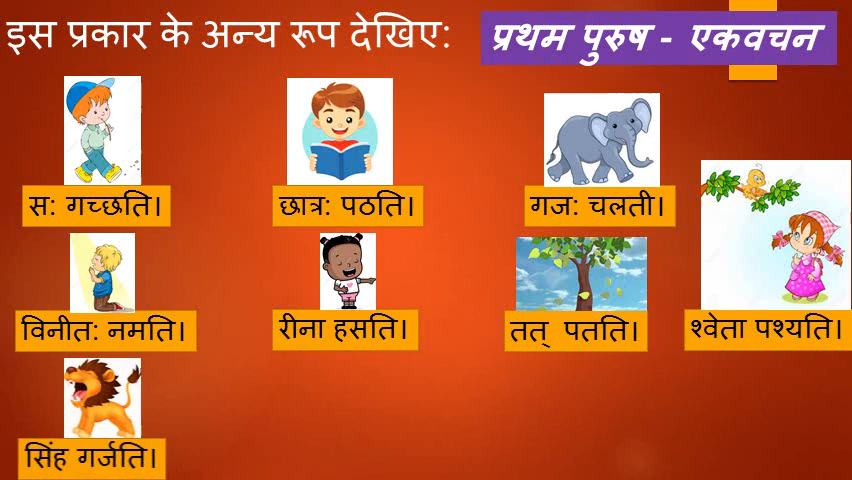 इस प्रकार के अन्य रूप देखिए:
प्रथम पुरुष - एकवचन
स: गच्छति।
छात्र: पठति।
गज: चलती।
विनीत: नमति।
रीना हसति।
तत् पतति।
श्वेता पश्यति।
सिंह गर्जति।